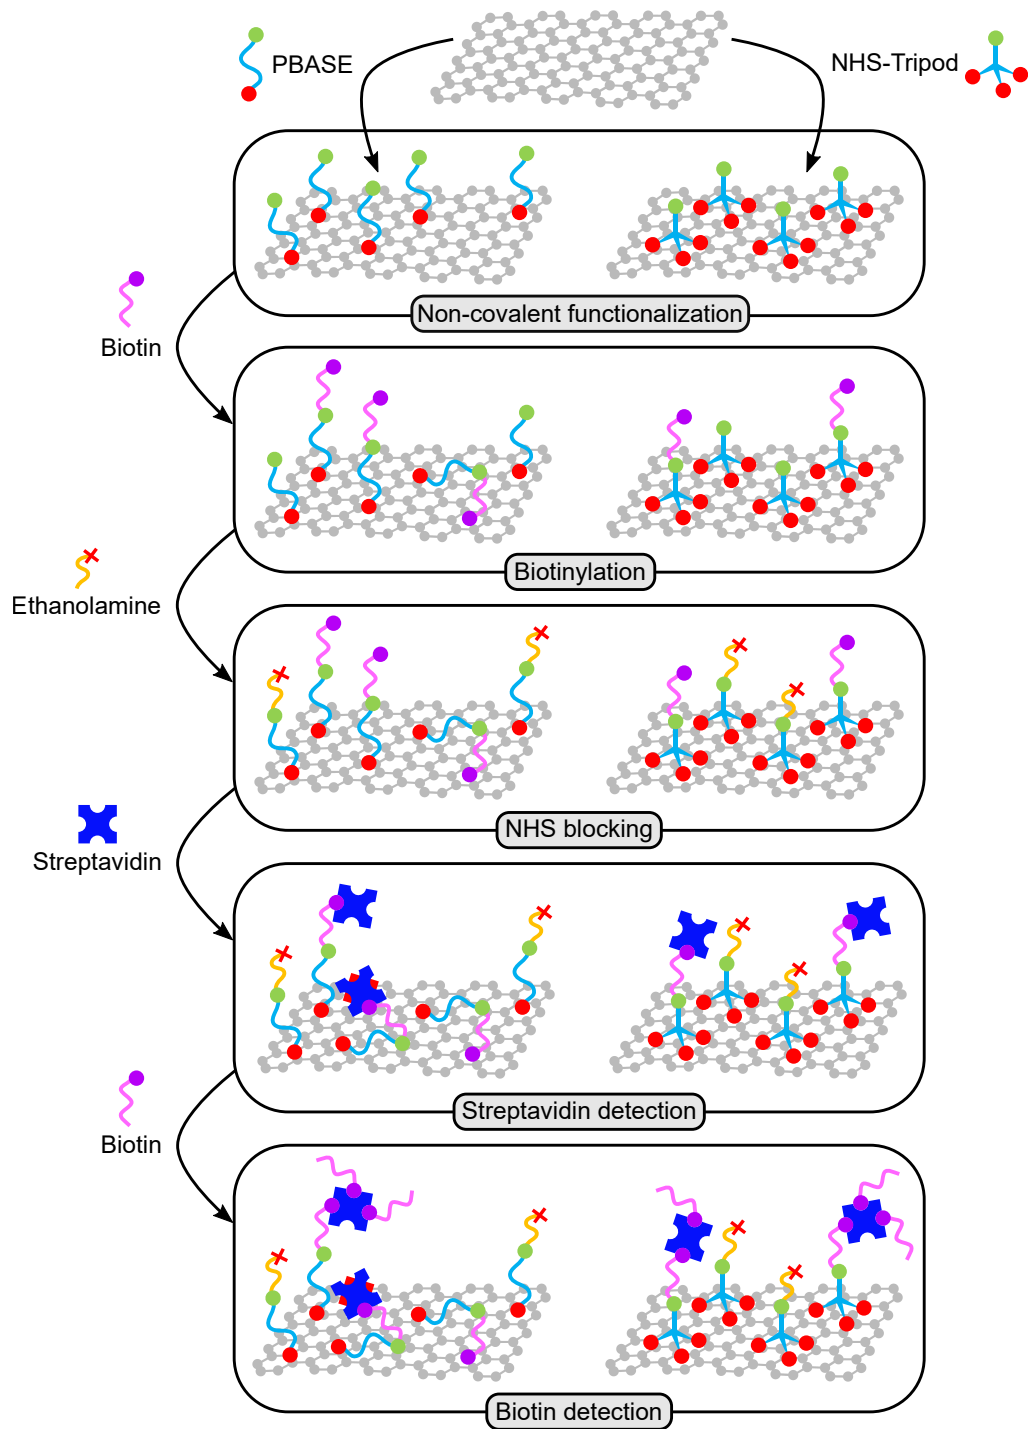 PBASE
NHS-Tripod
Non-covalent functionalization
Biotin
Biotinylation
Ethanolamine
NHS blocking
Streptavidin
Streptavidin detection
Biotin
Biotin detection